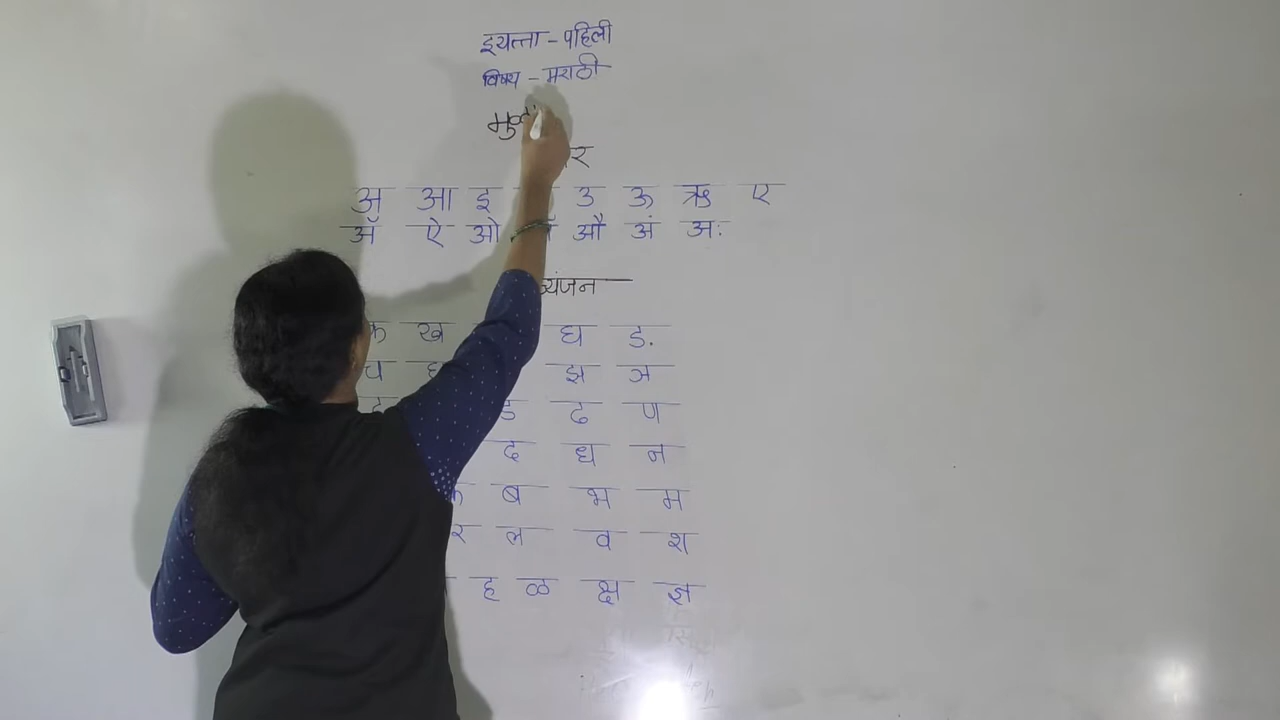 इयत्ता - पहिली
विषय - मराठी
अ आ इ उ ऊ ऋ ए
ॲ ऐ ओ औ अं अः
व्यंजन
क ख घ ङ
च छ झ ञ
ड ढ ण
द ध न
फ ब भ म
र ल व श
ह ळ क्ष ज्ञ